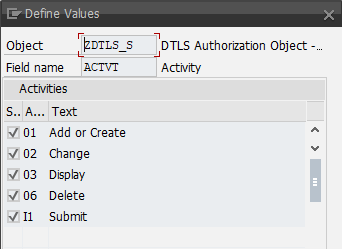 Define Values
Object ZDTLS_S DTLS Authorization Object -...
Field name ACTVT Activity
Activities
S.. A... Text
01 Add or Create
02 Change
03 Display
06 Delete
I1 Submit